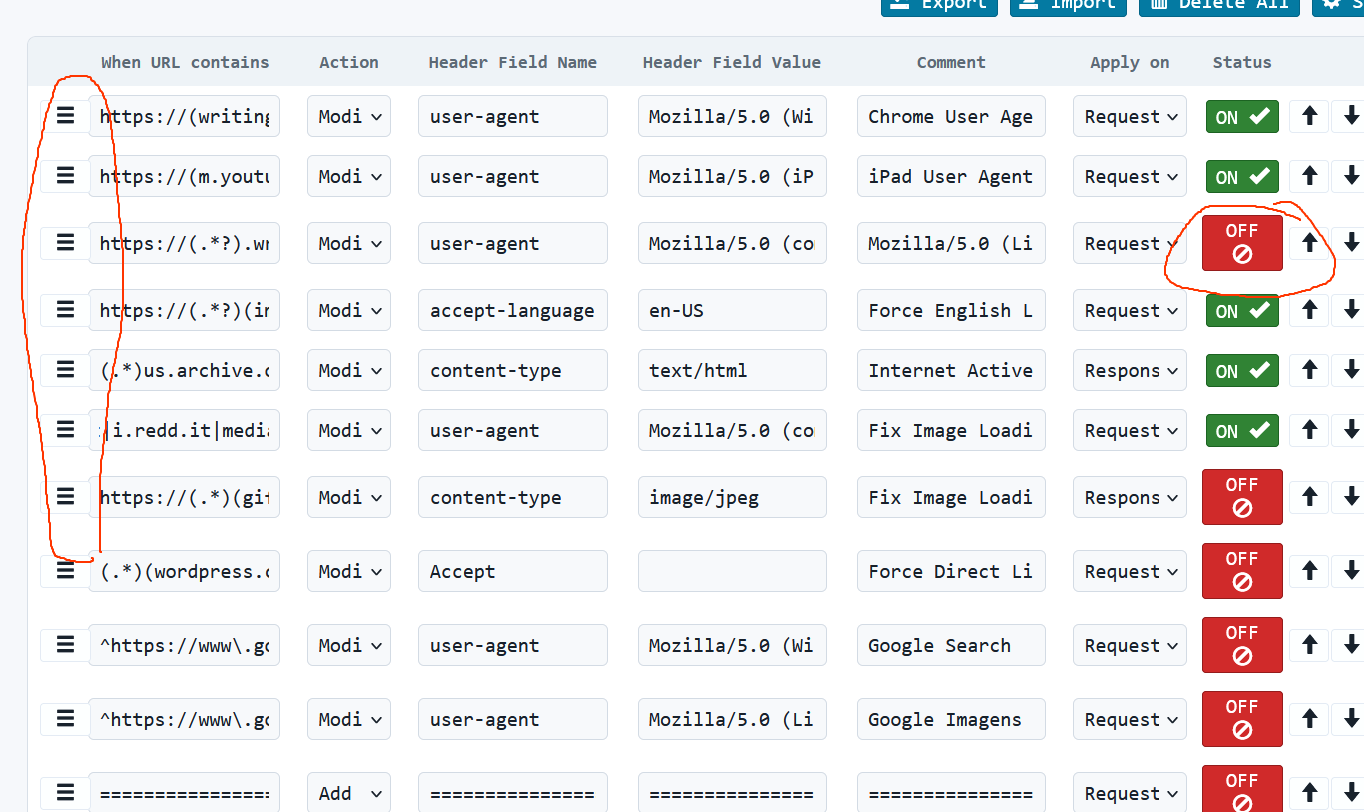 Export Import Delete All S
When URL contains Action Header Field Name Header Field Value Comment Apply on Status
https://(writing Modi user-agent Mozilla/5.0 (Wi Chrome User Age Request ON
https://(m.youtu Modi user-agent Mozilla/5.0 (iP iPad User Agent Request ON
https://(.*?).wr Modi user-agent Mozilla/5.0 (co Mozilla/5.0 (Li Request OFF
https://(.*?)(in Modi accept-language en-US Force English L Request ON
(.*)us.archive.o Modi content-type text/html Internet Active Respons ON
|i.redd.it|media Modi user-agent Mozilla/5.0 (co Fix Image Loadi Request ON
https://(.*)(git Modi content-type image/jpeg Fix Image Loadi Respons OFF
(.*)(wordpress.c Modi Accept Force Direct Li Request OFF
^https://www\.go Modi user-agent Mozilla/5.0 (Wi Google Search Request OFF
^https://www\.go Modi user-agent Mozilla/5.0 (Li Google Imagens Request OFF
================ Add =============== =============== =============== Request OFF